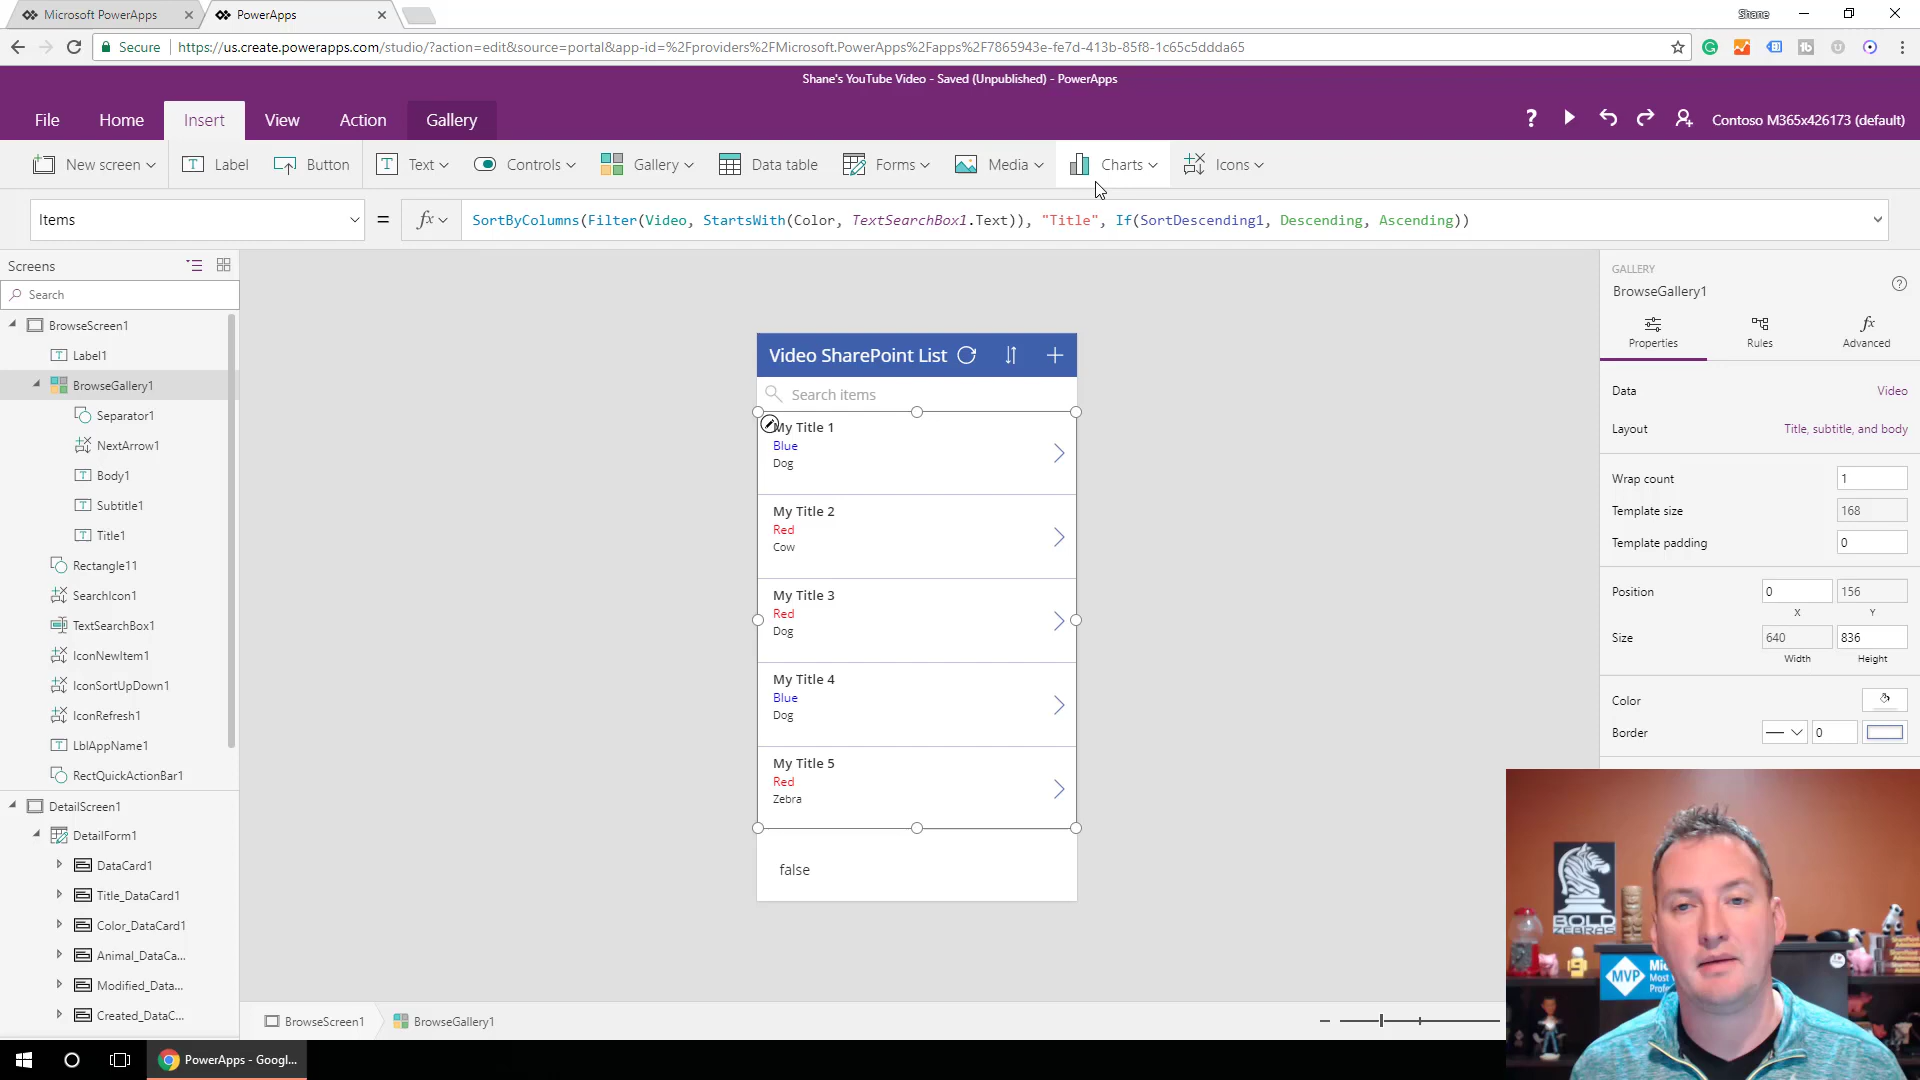 Microsoft PowerApps
PowerApps
Shane
Secure
https://us.create.powerapps.com/studio/?action=edit&source=portal&app-id=%2Fproviders%2FMicrosoft.PowerApps%2Fapps%2F7865943e-fe7d-413b-85f8-1c65c5ddda65
Shane's YouTube Video - Saved (Unpublished) - PowerApps
File
Home
Insert
View
Action
Gallery
?
Contoso M365x426173 (default)
New screen
Label
Button
Text
Controls
Gallery
Data table
Forms
Media
Charts
Icons
Items
=
fx
SortByColumns(Filter(Video, StartsWith(Color, TextSearchBox1.Text)), "Title", If(SortDescending1, Descending, Ascending))
Screens
Search
BrowseScreen1
Label1
BrowseGallery1
Separator1
NextArrow1
Body1
Subtitle1
Title1
Rectangle11
SearchIcon1
TextSearchBox1
IconNewItem1
IconSortUpDown1
IconRefresh1
LblAppName1
RectQuickActionBar1
DetailScreen1
DetailForm1
DataCard1
Title_DataCard1
Color_DataCard1
Animal_DataCa...
Modified_Data...
Created_DataC...
Video SharePoint List
Search items
My Title 1
Blue
Dog
My Title 2
Red
Cow
My Title 3
Red
Dog
My Title 4
Blue
Dog
My Title 5
Red
Zebra
false
BrowseScreen1
BrowseGallery1
GALLERY
BrowseGallery1
Properties
Rules
fx
Advanced
Data
Video
Layout
Title, subtitle, and body
Wrap count
1
Template size
168
Template padding
0
Position
0
156
X
Y
Size
640
836
Width
Height
Color
Border
0
BOLD
ZEBRAS
MVP
PowerApps - Googl...